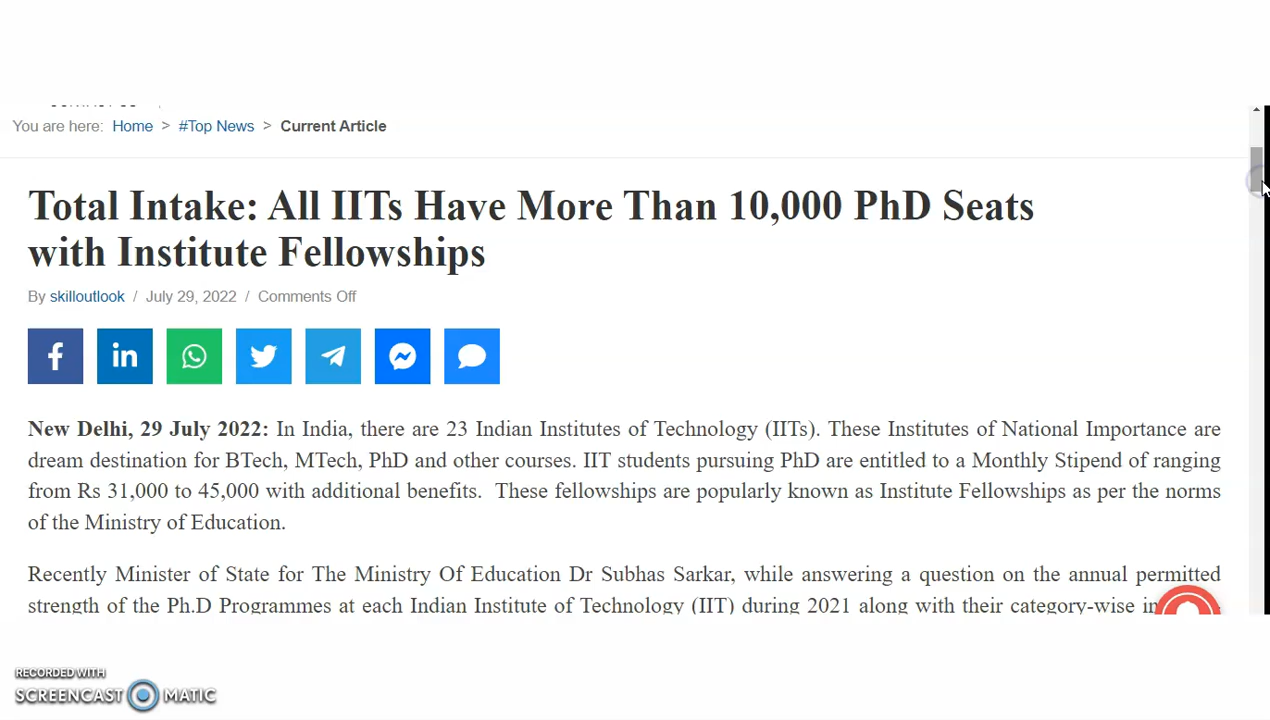 You are here: Home > #Top News > Current Article
Total Intake: All IITs Have More Than 10,000 PhD Seats
with Institute Fellowships
By skilloutlook / July 29, 2022 / Comments Off
New Delhi, 29 July 2022: In India, there are 23 Indian Institutes of Technology (IITs). These Institutes of National Importance are
dream destination for BTech, MTech, PhD and other courses. IIT students pursuing PhD are entitled to a Monthly Stipend of ranging
from Rs 31,000 to 45,000 with additional benefits. These fellowships are popularly known as Institute Fellowships as per the norms
of the Ministry of Education.
Recently Minister of State for The Ministry Of Education Dr Subhas Sarkar, while answering a question on the annual permitted
strength of the Ph.D Programmes at each Indian Institute of Technology (IIT) during 2021 along with their category-wise
RECORDED WITH
SCREENCAST MATIC